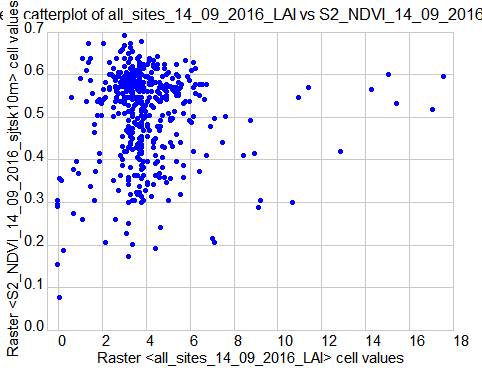 catterplot of all_sites_14_09_2016_LAI vs S2_NDVI_14_09_2016
Raster <S2_NDVI_14_09_2016_sjtsk10m> cell values
0.7
0.6
0.5
0.4
0.3
0.2
0.1
0.0
0 2 4 6 8 10 12 14 16 18
Raster <all_sites_14_09_2016_LAI> cell values